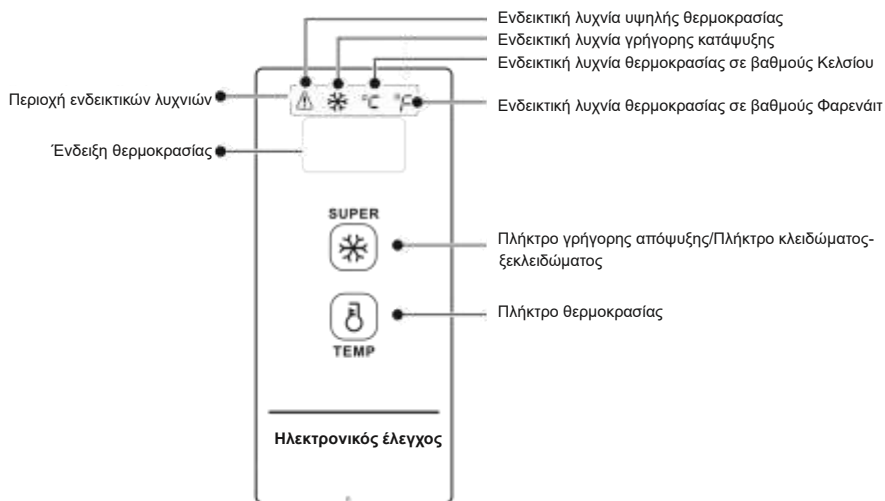 Ενδεικτική λυχνία υψηλής θερμοκρασίας
Ενδεικτική λυχνία γρήγορης κατάψυξης
Ενδεικτική λυχνία θερμοκρασίας σε βαθμούς Κελσίου
Περιοχή ενδεικτικών λυχνιών
°C °F
Ενδεικτική λυχνία θερμοκρασίας σε βαθμούς Φαρενάιτ
Ένδειξη θερμοκρασίας
SUPER
Πλήκτρο γρήγορης απόψυξης/Πλήκτρο κλειδώματος-
ξεκλειδώματος
Πλήκτρο θερμοκρασίας
TEMP
Ηλεκτρονικός έλεγχος